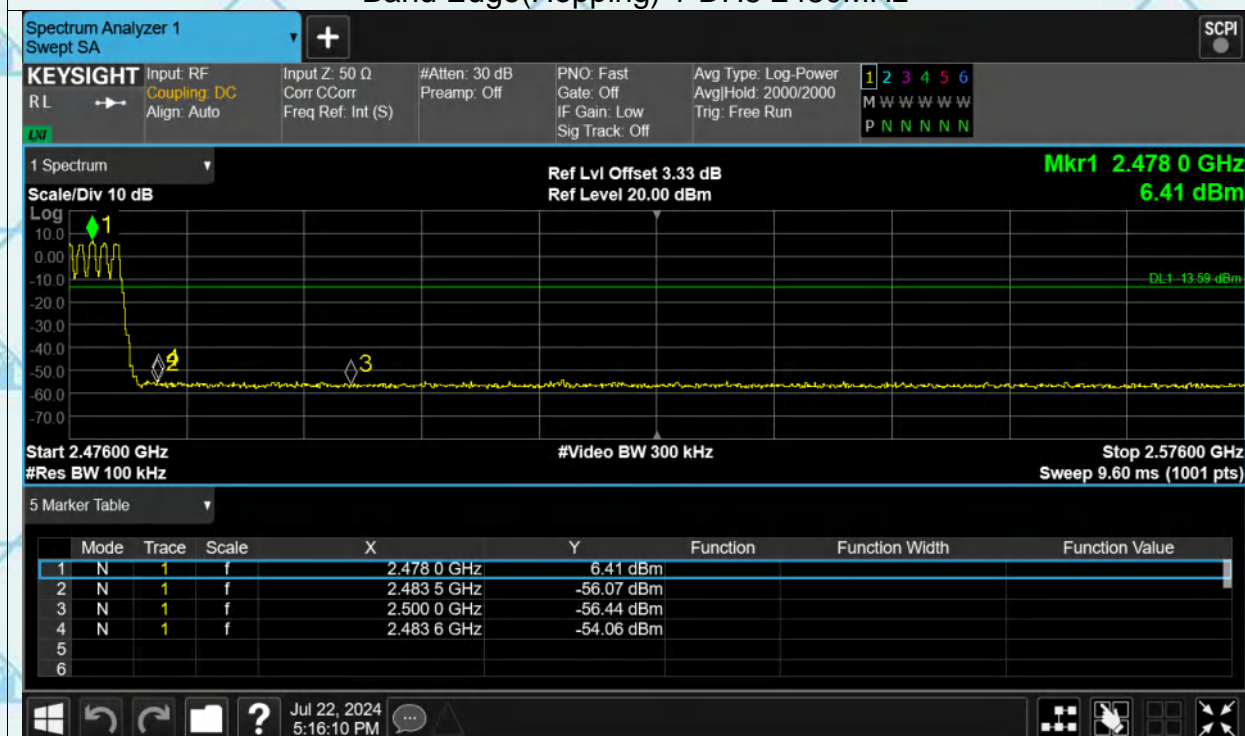 Spectrum Analyzer 1
Swept SA
SCPI
KEYSIGHT Input: RF Input Z: 50 Ω #Atten: 30 dB PNO: Fast Avg Type: Log-Power 1 2 3 4 5 6
RL Coupling: DC Corr CCorr Preamp: Off Gate: Off Avg|Hold: 2000/2000 M W W W W W
Align: Auto Freq Ref: Int (S) IF Gain: Low Trig: Free Run
LXI Sig Track: Off P N N N N N
1 Spectrum Ref Lvl Offset 3.33 dB Mkr1 2.478 0 GHz
Scale/Div 10 dB Ref Level 20.00 dBm 6.41 dBm
Log
1
10.0
0.00
-10.0
DL1 -13.59 dBm
-20.0
-30.0
-40.0
2 3
-50.0
-60.0
-70.0
Start 2.47600 GHz #Video BW 300 kHz Stop 2.57600 GHz
#Res BW 100 kHz Sweep 9.60 ms (1001 pts)
5 Marker Table
Mode Trace Scale X Y Function Function Width Function Value
1 N 1 f 2.478 0 GHz 6.41 dBm
2 N 1 f 2.483 5 GHz -56.07 dBm
3 N 1 f 2.500 0 GHz -56.44 dBm
4 N 1 f 2.483 6 GHz -54.06 dBm
5
6
? Jul 22, 2024
5:16:10 PM